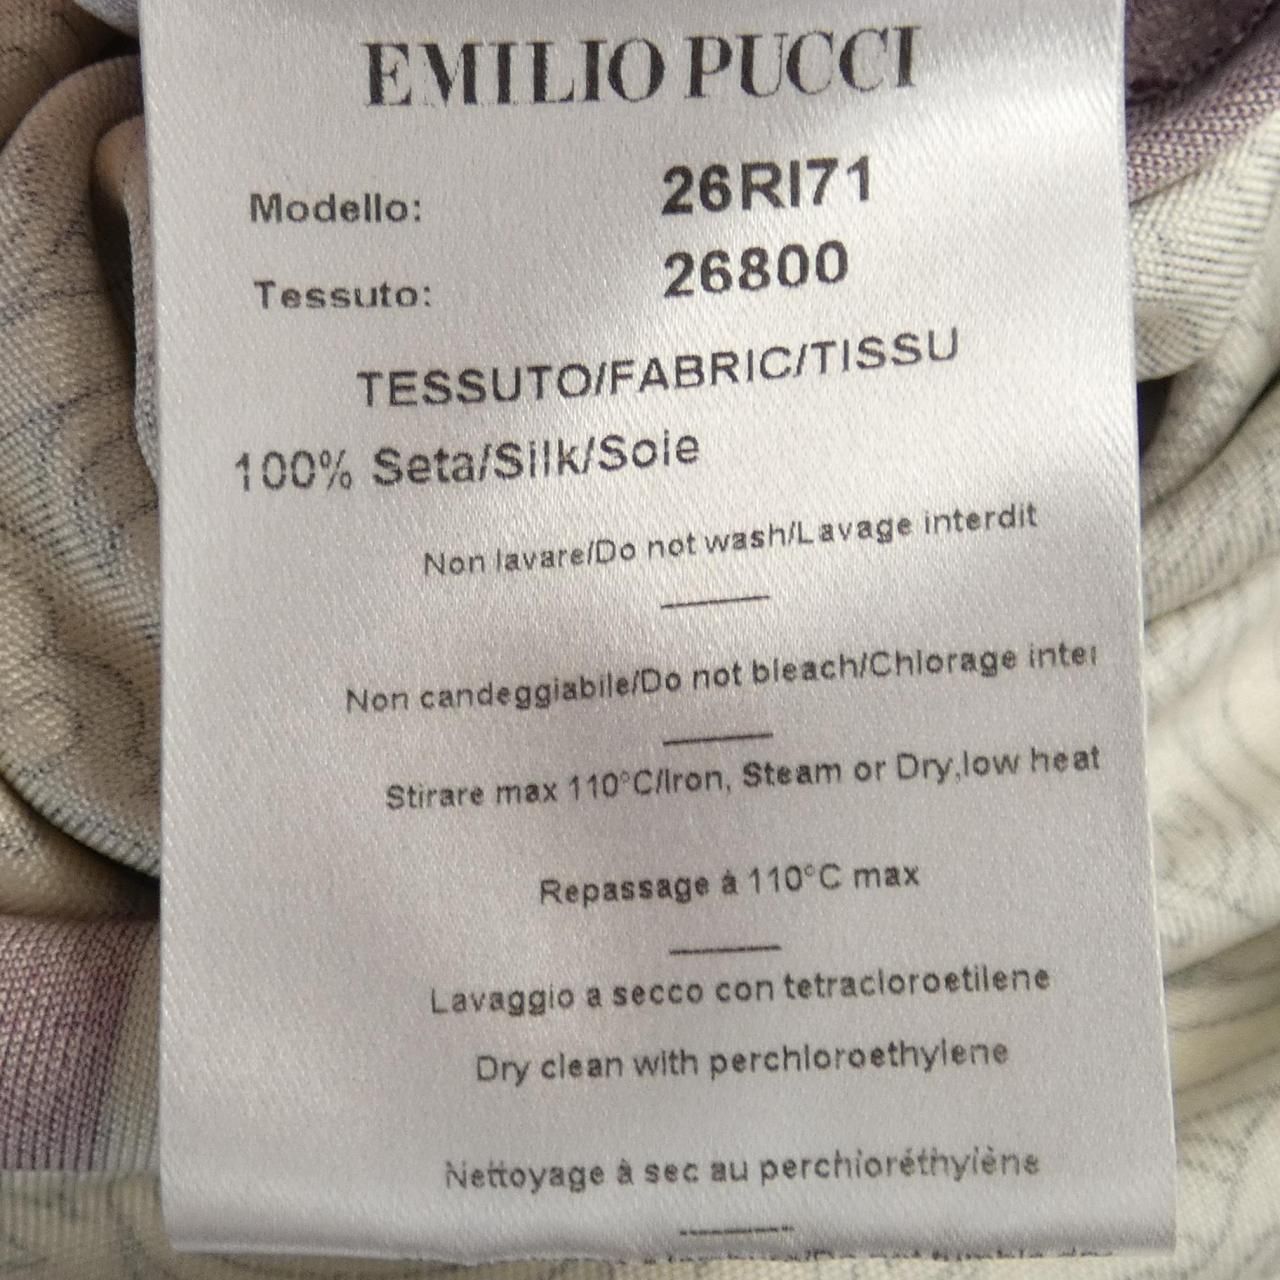 EMILIO PUCCI
Modello: 26RI71
Tessuto: 26800
TESSUTO/FABRIC/TISSU
100% Seta/Silk/Soie
Non lavare/Do not wash/Lavage interdit
Non candeggiabile/Do not bleach/Chlorage inter
Stirare max 110°C/Iron, Steam or Dry,low heat
Repassage à 110°C max
Lavaggio a secco con tetracloroetilene
Dry clean with perchloroethylene
Nettoyage à sec au perchloréthylène